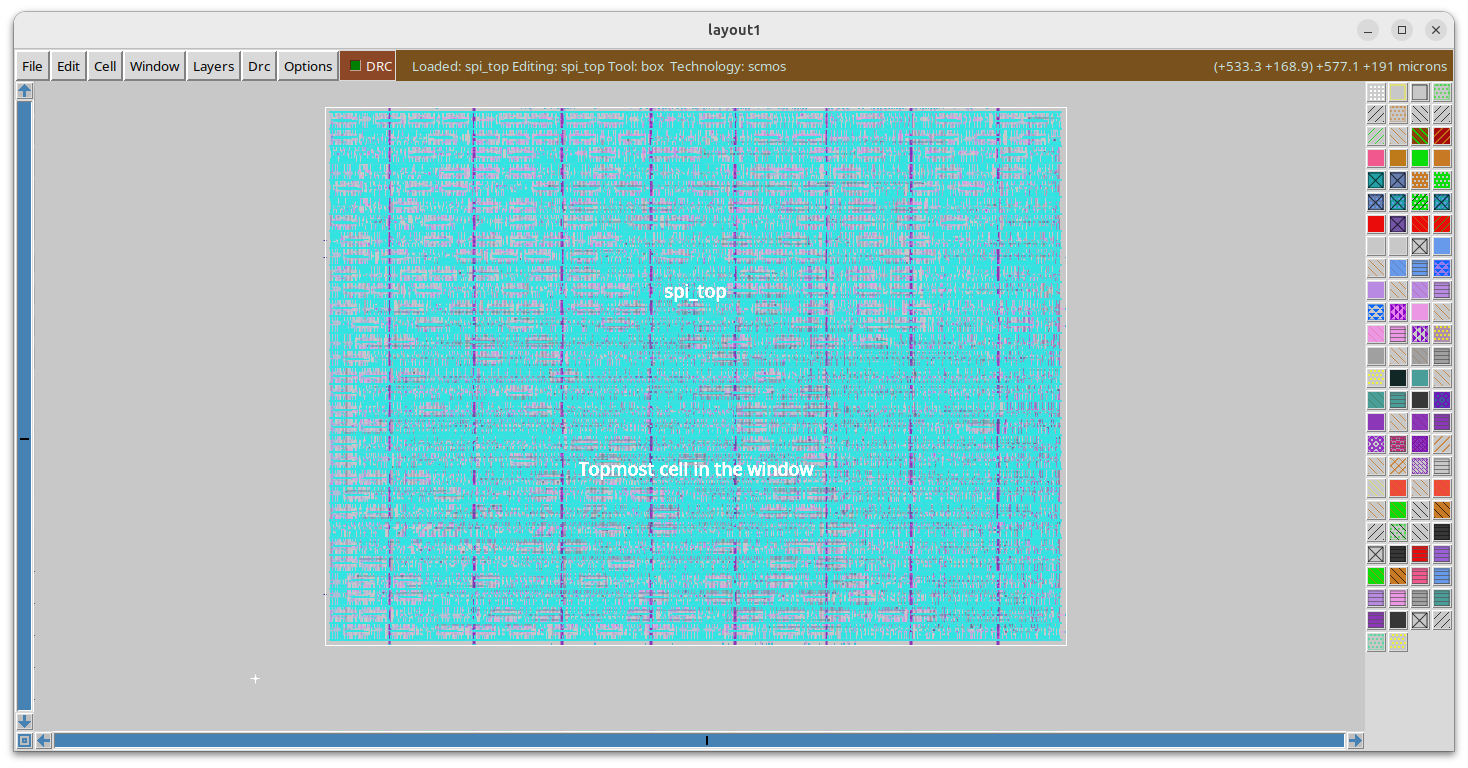 layout1
File Edit Cell Window Layers Drc Options DRC Loaded: spi_top Editing: spi_top Tool: box Technology: scmos (+533.3 +168.9) +577.1 +191 microns
spi_top
Topmost cell in the window